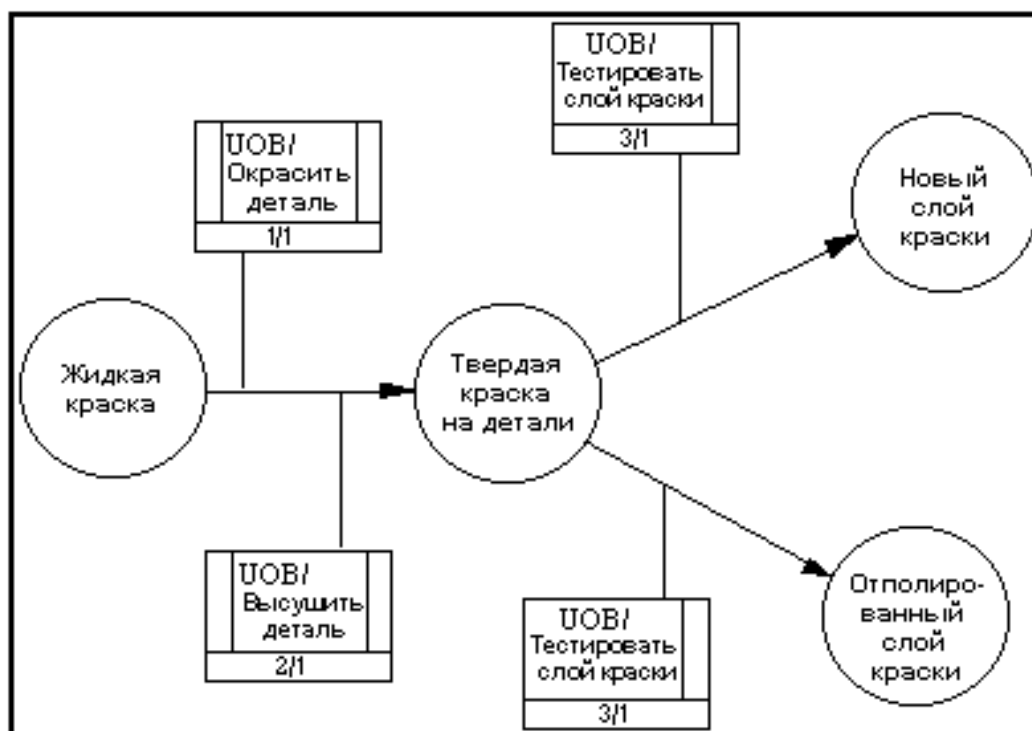 UOB/
Тестировать
слой краски
3/1
UOB/
Окрасить
деталь
1/1
Новый
слой
краски
Жидкая
краска
Твердая
краска
на детали
UOB/
Высушить
деталь
2/1
UOB/
Тестировать
слой краски
3/1
Отполиро-
ванный
слой
краски